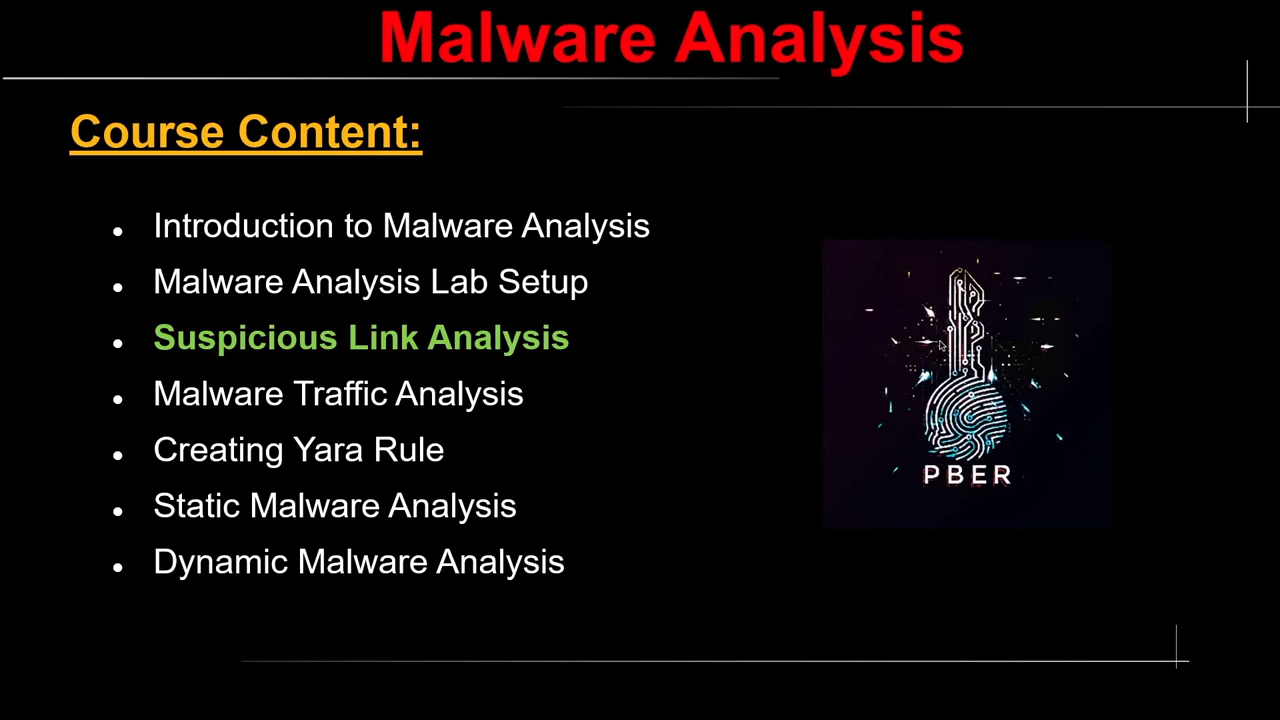 Malware Analysis
Course Content:
Introduction to Malware Analysis
Malware Analysis Lab Setup
Suspicious Link Analysis
Malware Traffic Analysis
Creating Yara Rule
Static Malware Analysis
Dynamic Malware Analysis
PBER